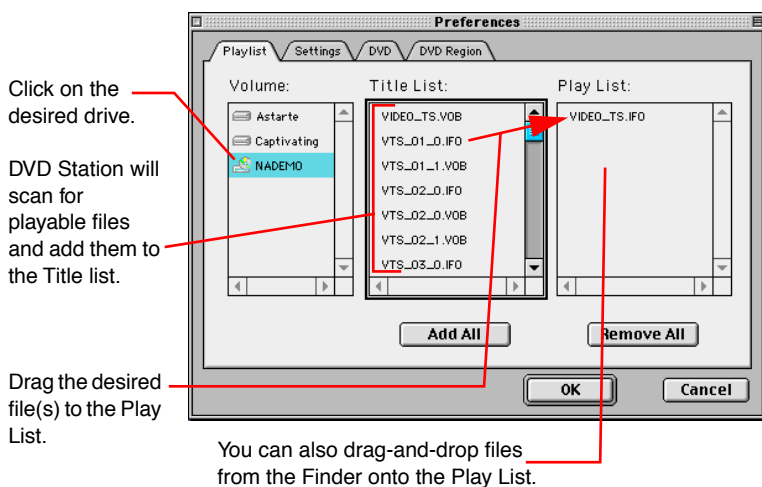 Preferences
Playlist
Settings
DVD
DVD Region
Volume:
Astarte
Captivating
NADEMO
Title List:
VIDEO_TS.VOB
VTS_01_0.IFO
VTS_01_1.VOB
VTS_02_0.IFO
VTS_02_0.VOB
VTS_02_1.VOB
VTS_03_0.IFO
Play List:
VIDEO_TS.IFO
Add All
Remove All
OK
Cancel
Click on the
desired drive.
DVD Station will
scan for
playable files
and add them to
the Title list.
Drag the desired
file(s) to the Play
List.
You can also drag-and-drop files
from the Finder onto the Play List.